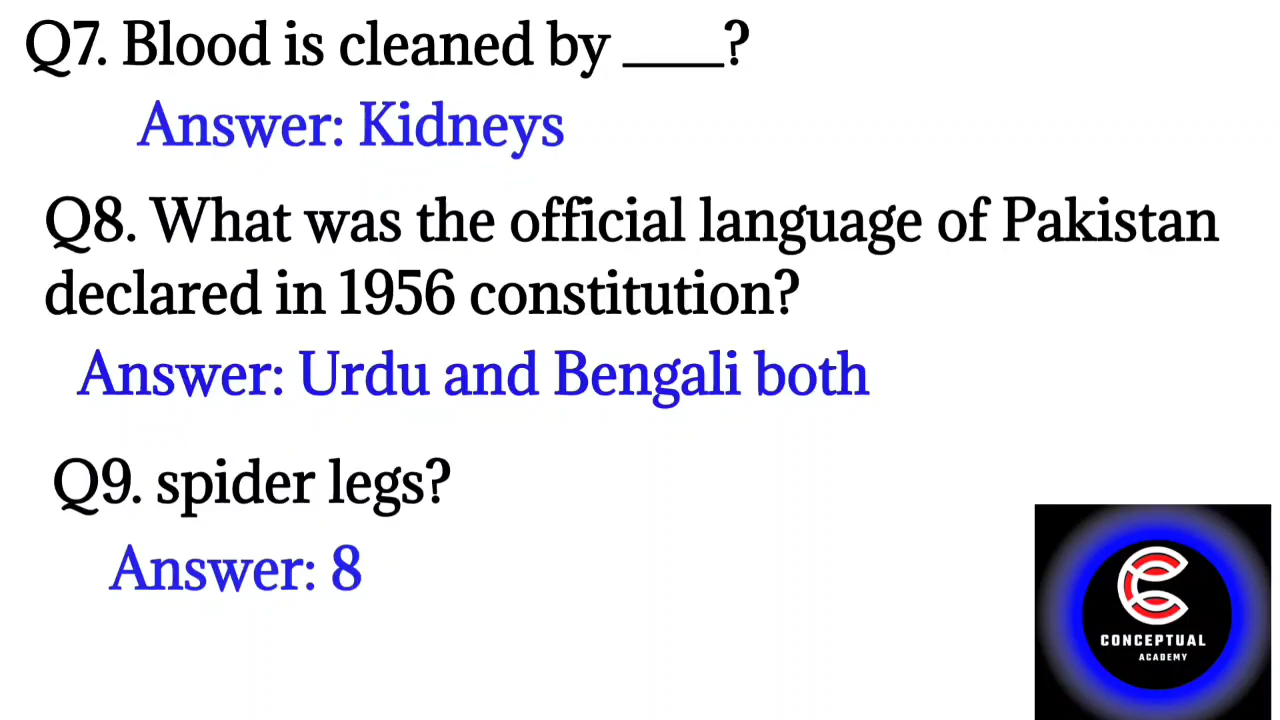 Q7. Blood is cleaned by ____?
Answer: Kidneys
Q8. What was the official language of Pakistan
declared in 1956 constitution?
Answer: Urdu and Bengali both
Q9. spider legs?
Answer: 8
CONCEPTUAL
ACADEMY